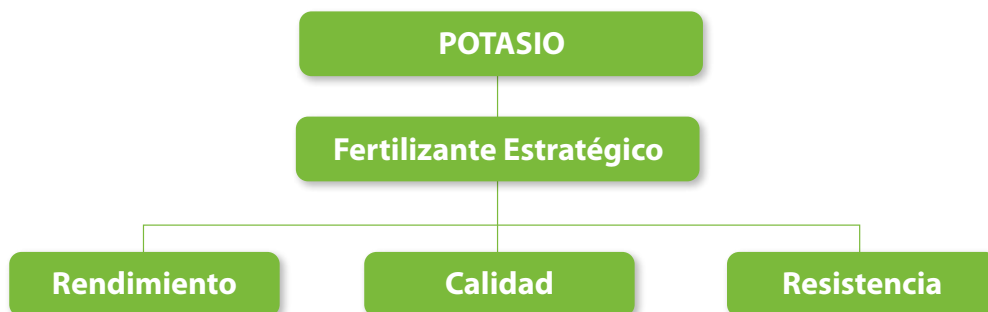 POTASIO
Fertilizante Estratégico
Rendimiento
Calidad
Resistencia